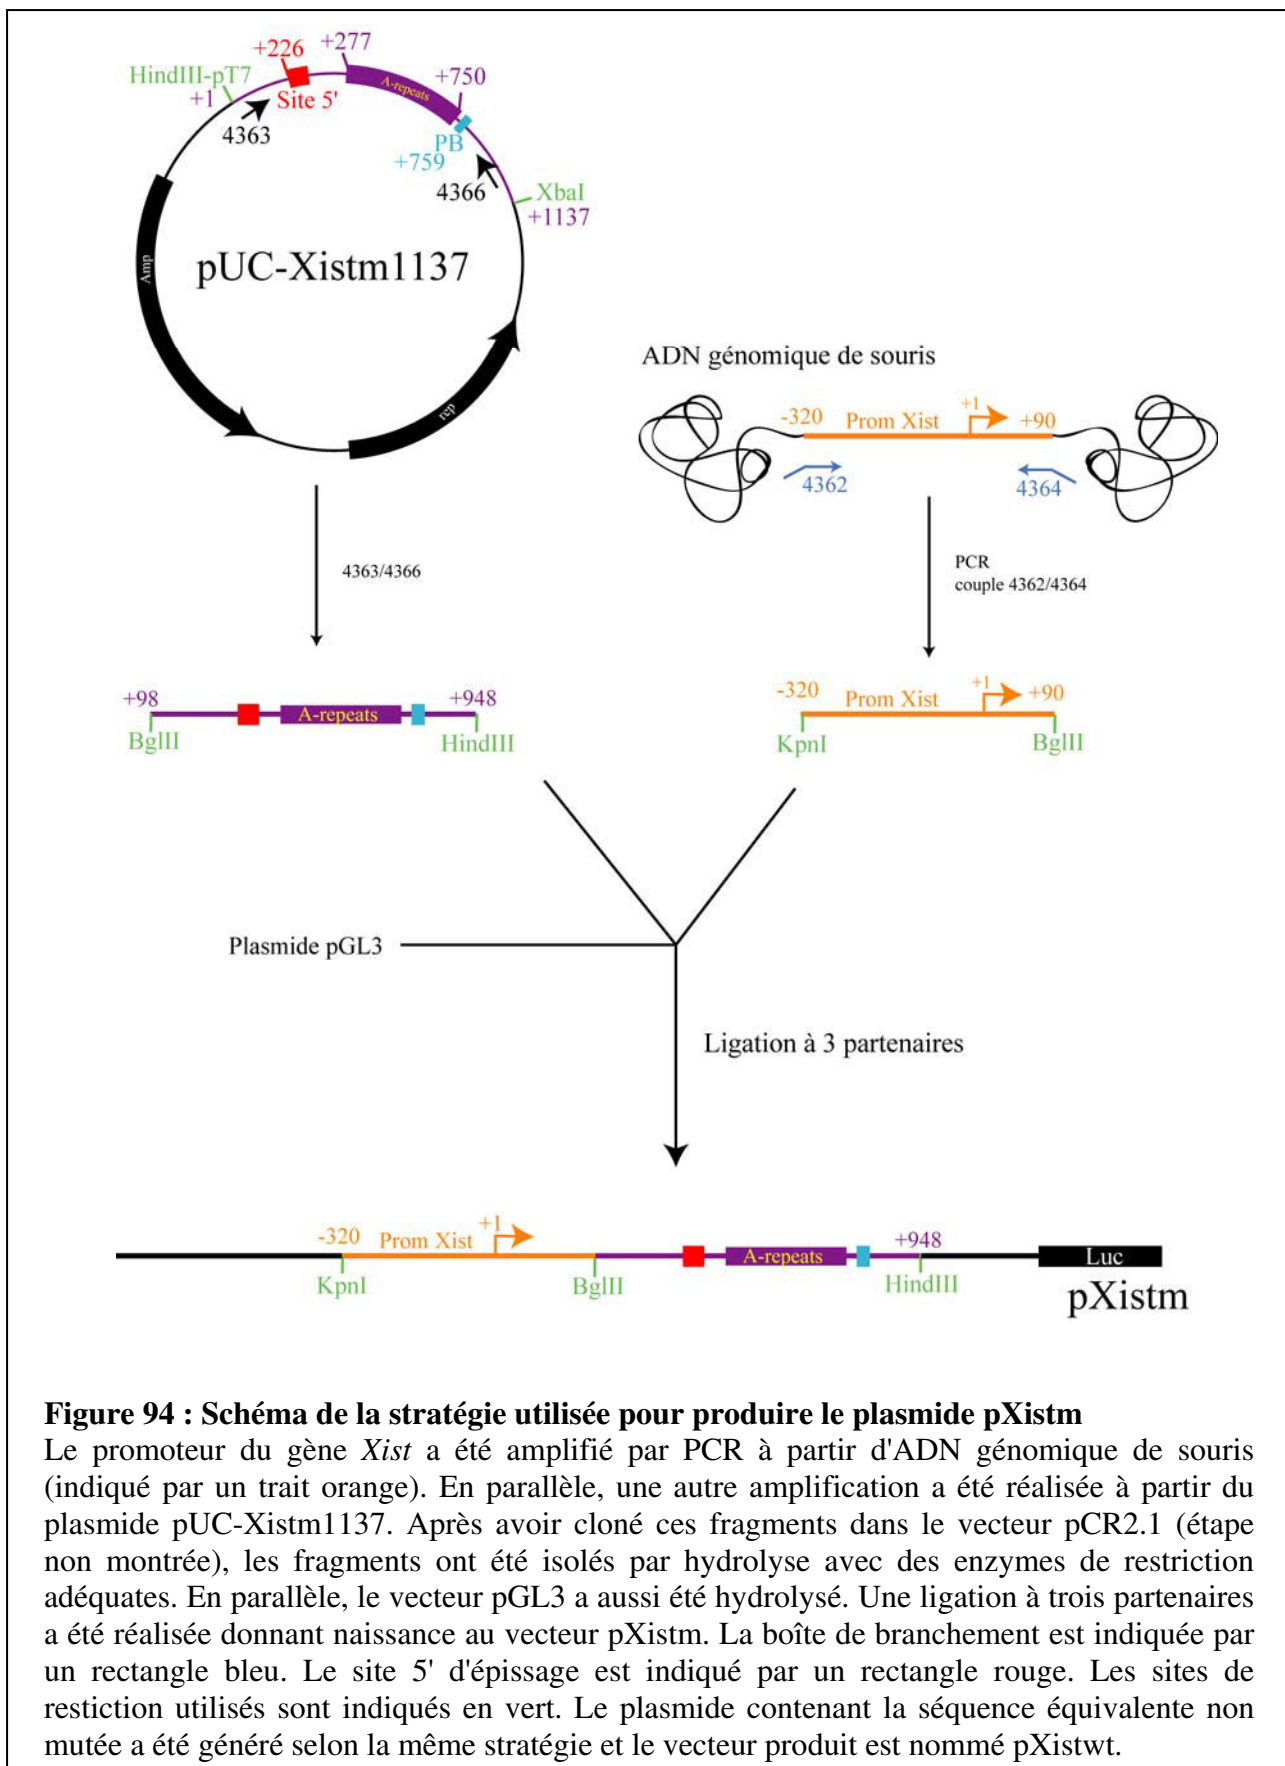 +226
+277
HindIII-pT7
+1
Site 5'
A-repeats
+750
4363
PB
+759
4366
XbaI
+1137
Amp
pUC-Xistm1137
rep
ADN génomique de souris
-320
Prom Xist
+1
+90
4362
4364
4363/4366
PCR
couple 4362/4364
+98
A-repeats
+948
BglII
HindIII
-320
Prom Xist
+1
+90
KpnI
BglII
Plasmide pGL3
Ligation à 3 partenaires
-320
Prom Xist
+1
A-repeats
+948
Luc
KpnI
BglII
HindIII
pXistm
Figure 94 : Schéma de la stratégie utilisée pour produire le plasmide pXistm
Le promoteur du gène Xist a été amplifié par PCR à partir d'ADN génomique de souris
(indiqué par un trait orange). En parallèle, une autre amplification a été réalisée à partir du
plasmide pUC-Xistm1137. Après avoir cloné ces fragments dans le vecteur pCR2.1 (étape
non montrée), les fragments ont été isolés par hydrolyse avec des enzymes de restriction
adéquates. En parallèle, le vecteur pGL3 a aussi été hydrolysé. Une ligation à trois partenaires
a été réalisée donnant naissance au vecteur pXistm. La boîte de branchement est indiquée par
un rectangle bleu. Le site 5' d'épissage est indiqué par un rectangle rouge. Les sites de
restiction utilisés sont indiqués en vert. Le plasmide contenant la séquence équivalente non
mutée a été généré selon la même stratégie et le vecteur produit est nommé pXistwt.